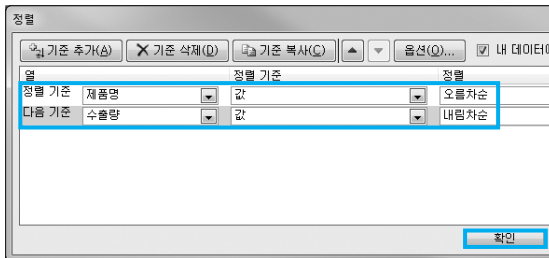 정렬
기준 추가(A) 기준 삭제(D) 기준 복사(C) 옵션(O)... 내 데이터에
열 정렬 기준 정렬
정렬 기준 제품명 값 오름차순
다음 기준 수출량 값 내림차순
확인